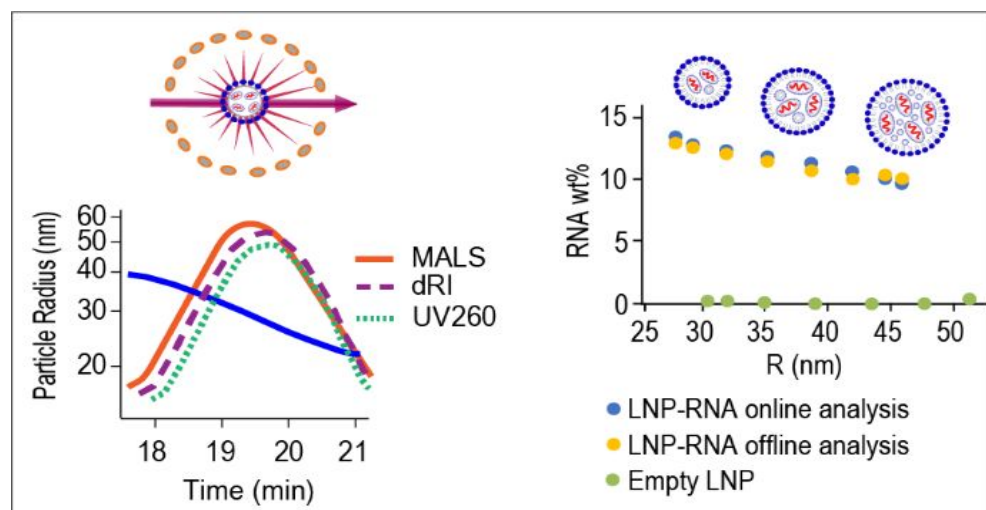 Particle Radius (nm)
60
50
40
30
20
18 19 20 21
Time (min)
MALS
dRI
UV260
RNA wt%
15
10
5
0
25 30 35 40 45 50
R (nm)
LNP-RNA online analysis
LNP-RNA offline analysis
Empty LNP